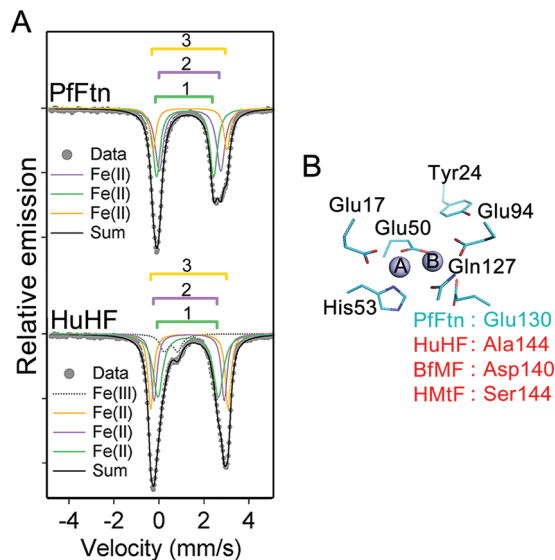 A
3
2
1
PfFtn
Data
Fe(II)
Fe(II)
Fe(II)
Sum
3
2
1
HuHF
Data
Fe(III)
Fe(II)
Fe(II)
Fe(II)
Sum
Relative emission
-4 -2 0 2 4
Velocity (mm/s)
B
Tyr24
Glu17
Glu50
Glu94
A B
Gln127
His53
PfFtn : Glu130
HuHF : Ala144
BfMF : Asp140
HMtF : Ser144